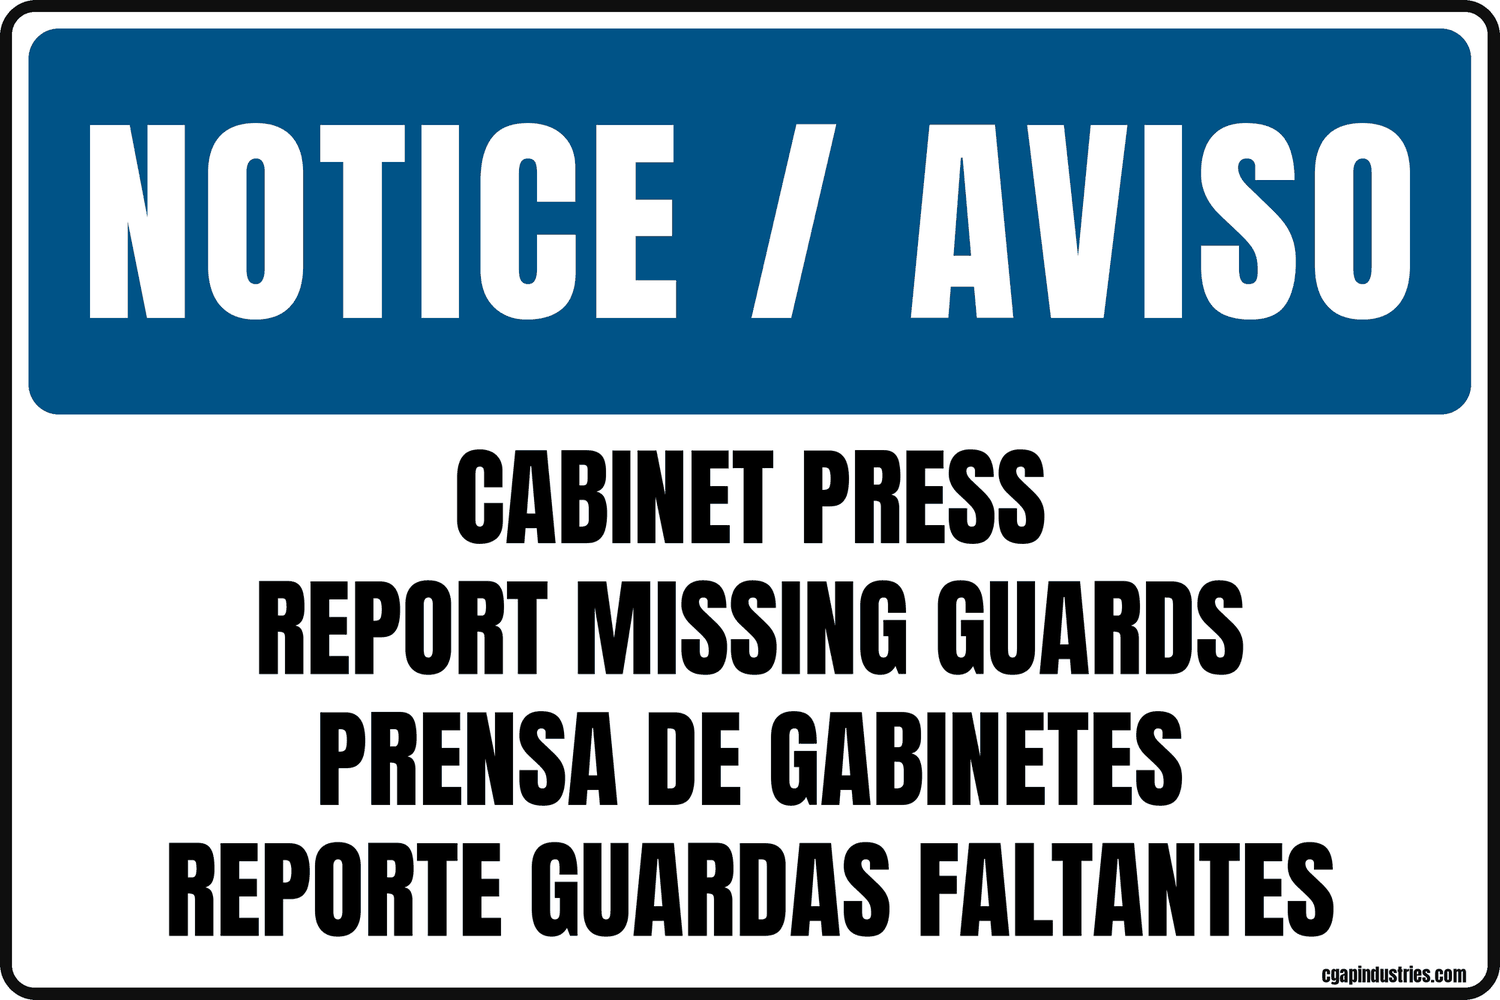 NOTICE / AVISO
CABINET PRESS
REPORT MISSING GUARDS
PRENSA DE GABINETES
REPORTE GUARDAS FALTANTES
cgapindustries.com